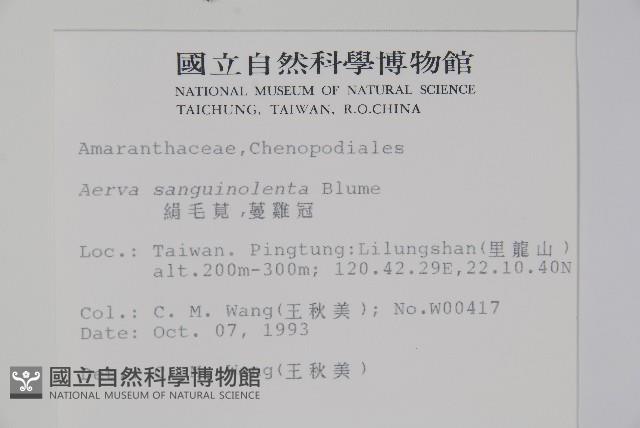 國立自然科學博物館
NATIONAL MUSEUM OF NATURAL SCIENCE
TAICHUNG, TAIWAN, R.O.CHINA
Amaranthaceae,Chenopodiales
Aerva sanguinolenta Blume
絹毛莧,蔓雞冠
Loc.: Taiwan. Pingtung:Lilungshan(里龍山)
alt.200m-300m; 120.42.29E,22.10.40N
Col.: C. M. Wang(王秋美); No.W00417
Date: Oct. 07, 1993
Wang(王秋美)
國立自然科學博物館
NATIONAL MUSEUM OF NATURAL SCIENCE